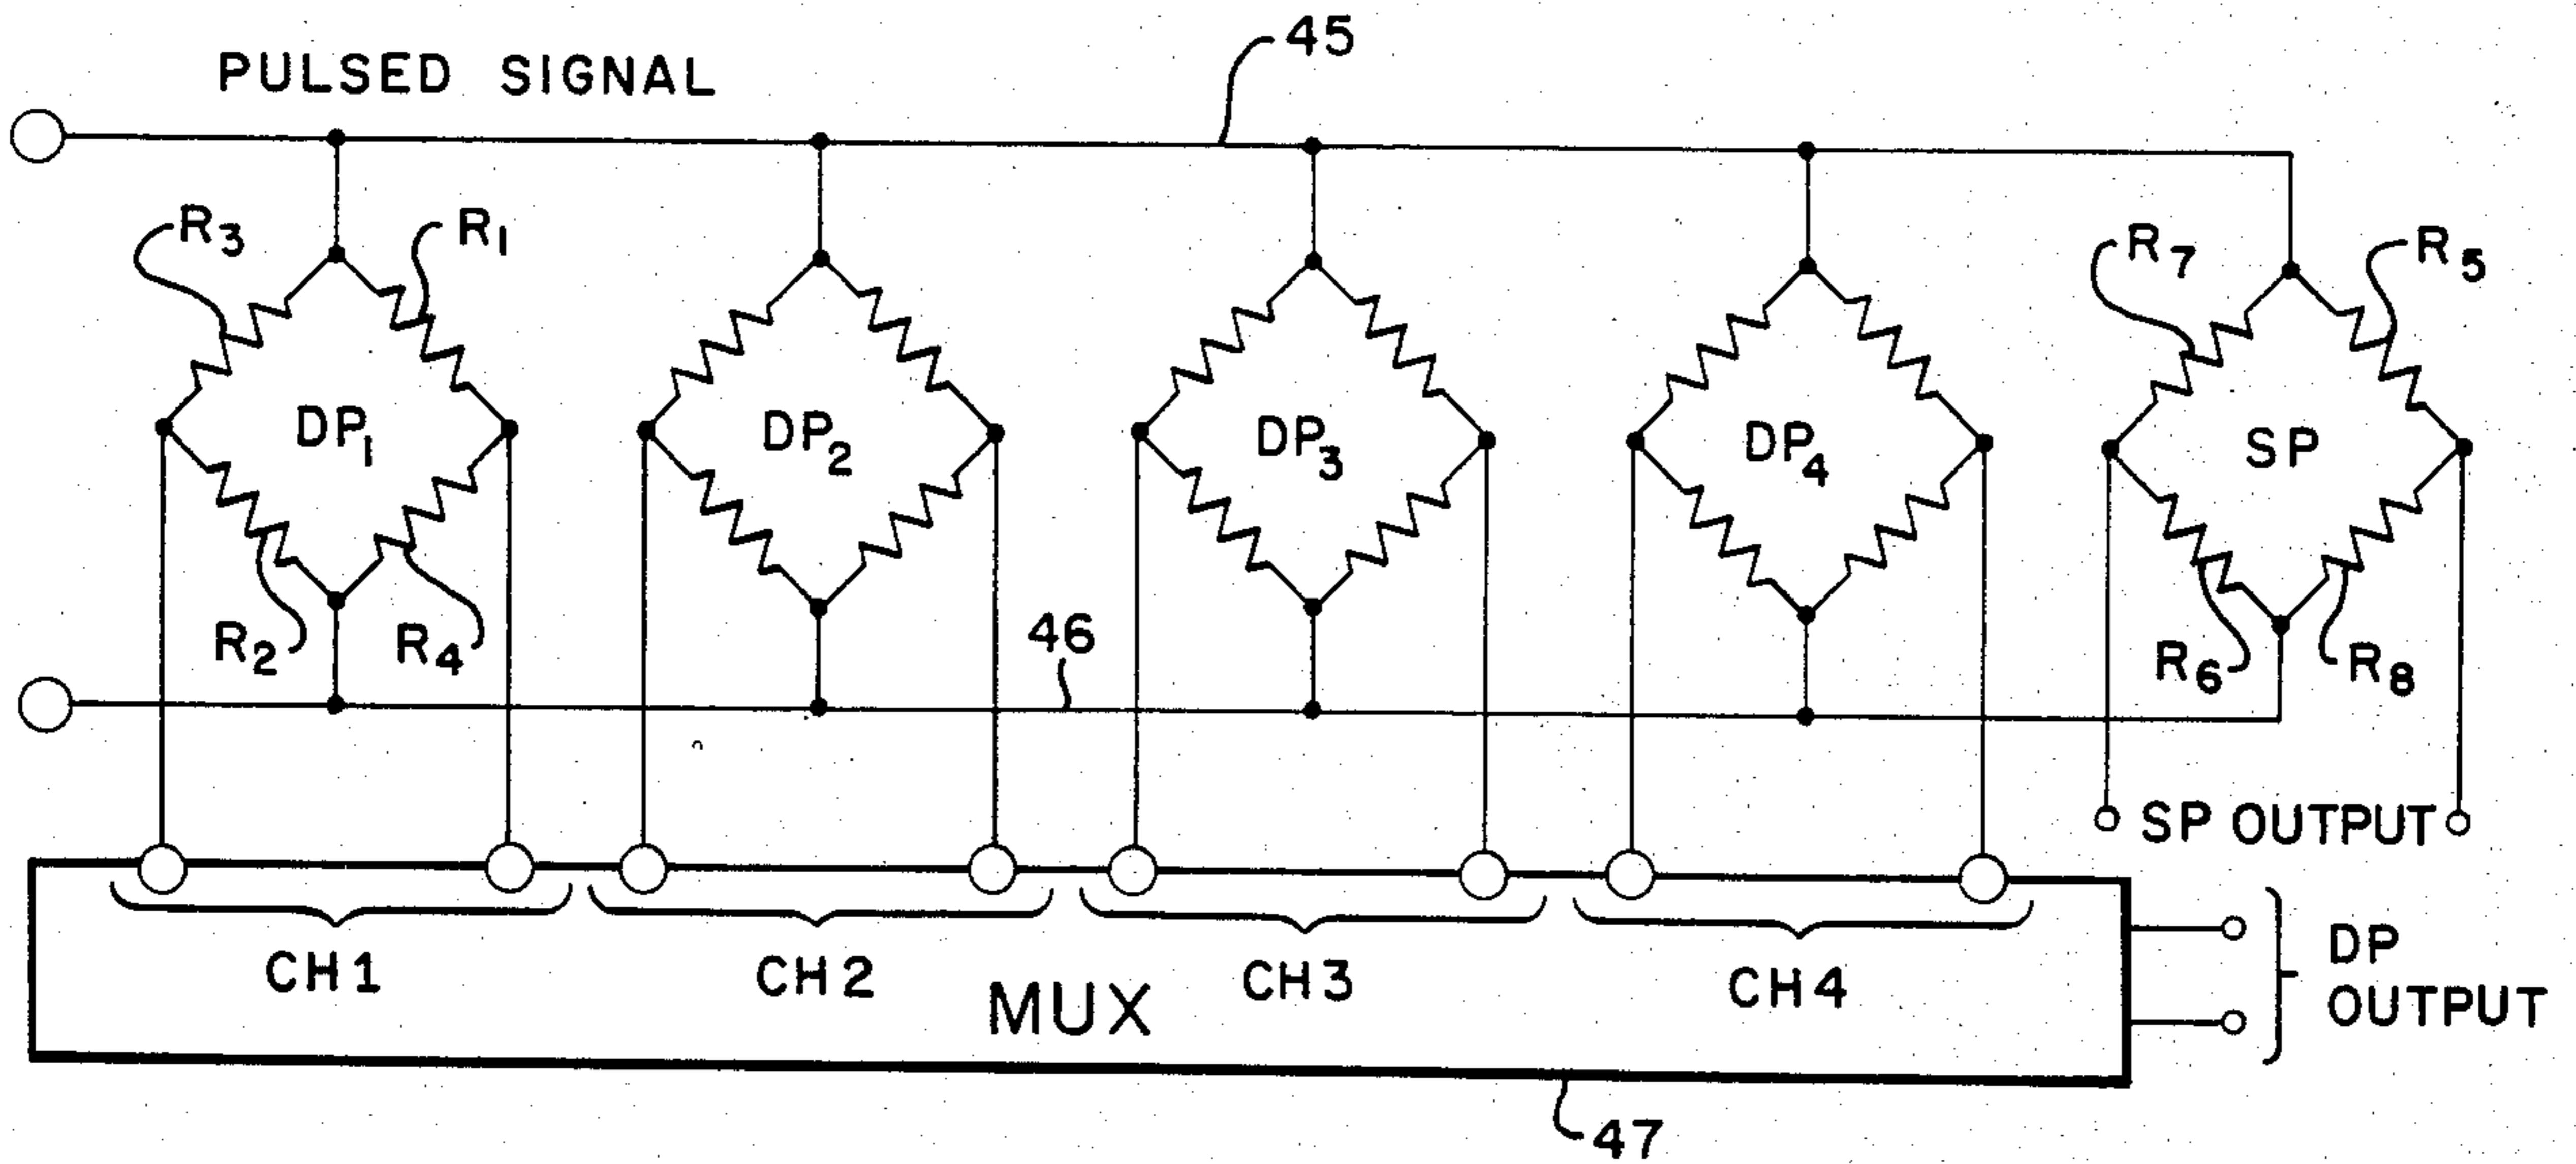 45
PULSED SIGNAL
R3
R1
R7
R5
DP1
DP2
DP3
DP4
SP
R2
R4
46
R6
R8
SP OUTPUT
CH1
CH2
CH3
CH4
MUX
DP
OUTPUT
47